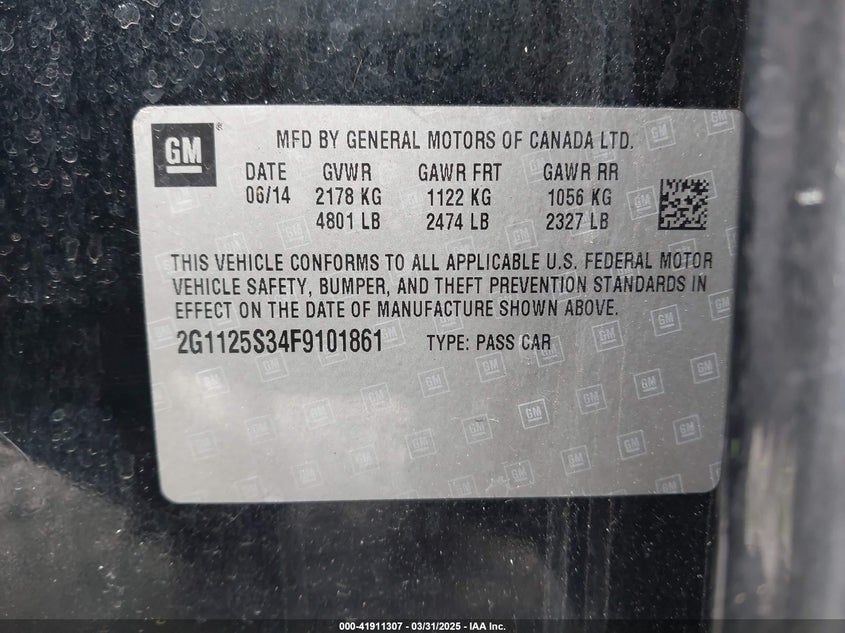 GM ® MFD BY GENERAL MOTORS OF CANADA LTD.
DATE GVWR GAWR FRT GAWR RR
06/14 2178 KG 1122 KG 1056 KG
4801 LB 2474 LB 2327 LB
THIS VEHICLE CONFORMS TO ALL APPLICABLE U.S. FEDERAL MOTOR
VEHICLE SAFETY, BUMPER, AND THEFT PREVENTION STANDARDS IN
EFFECT ON THE DATE OF MANUFACTURE SHOWN ABOVE.
2G1125S34F9101861 TYPE: PASS CAR
000-41911307 - 03/31/2025 - IAA Inc.